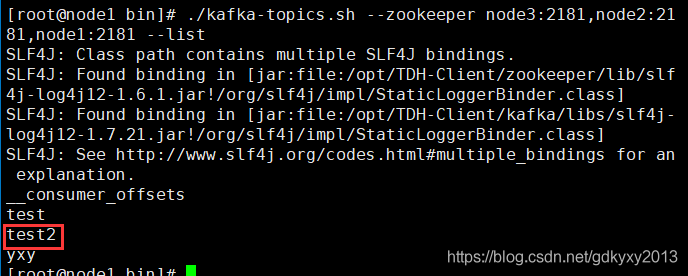 [root@node1 bin]# ./kafka-topics.sh --zookeeper node3:2181,node2:21
81,node1:2181 --list
SLF4J: Class path contains multiple SLF4J bindings.
SLF4J: Found binding in [jar:file:/opt/TDH-Client/zookeeper/lib/slf
4j-log4j12-1.6.1.jar!/org/slf4j/impl/StaticLoggerBinder.class]
SLF4J: Found binding in [jar:file:/opt/TDH-Client/kafka/libs/slf4j-
log4j12-1.7.21.jar!/org/slf4j/impl/StaticLoggerBinder.class]
SLF4J: See http://www.slf4j.org/codes.html#multiple_bindings for an
 explanation.
__consumer_offsets
test
test2
yxy
https://blog.csdn.net/gdkyxy2013
[root@node1 bin]#